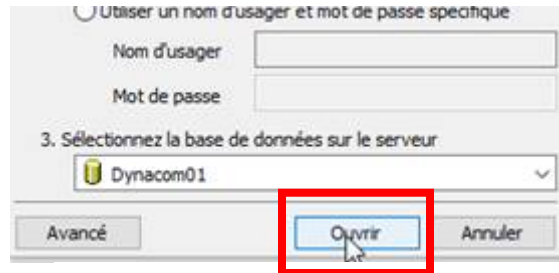 Utiliser un nom d'usager et mot de passe spécifique
Nom d'usager
Mot de passe
3. Sélectionnez la base de données sur le serveur
Dynacom01
Avancé
Ouvrir
Annuler